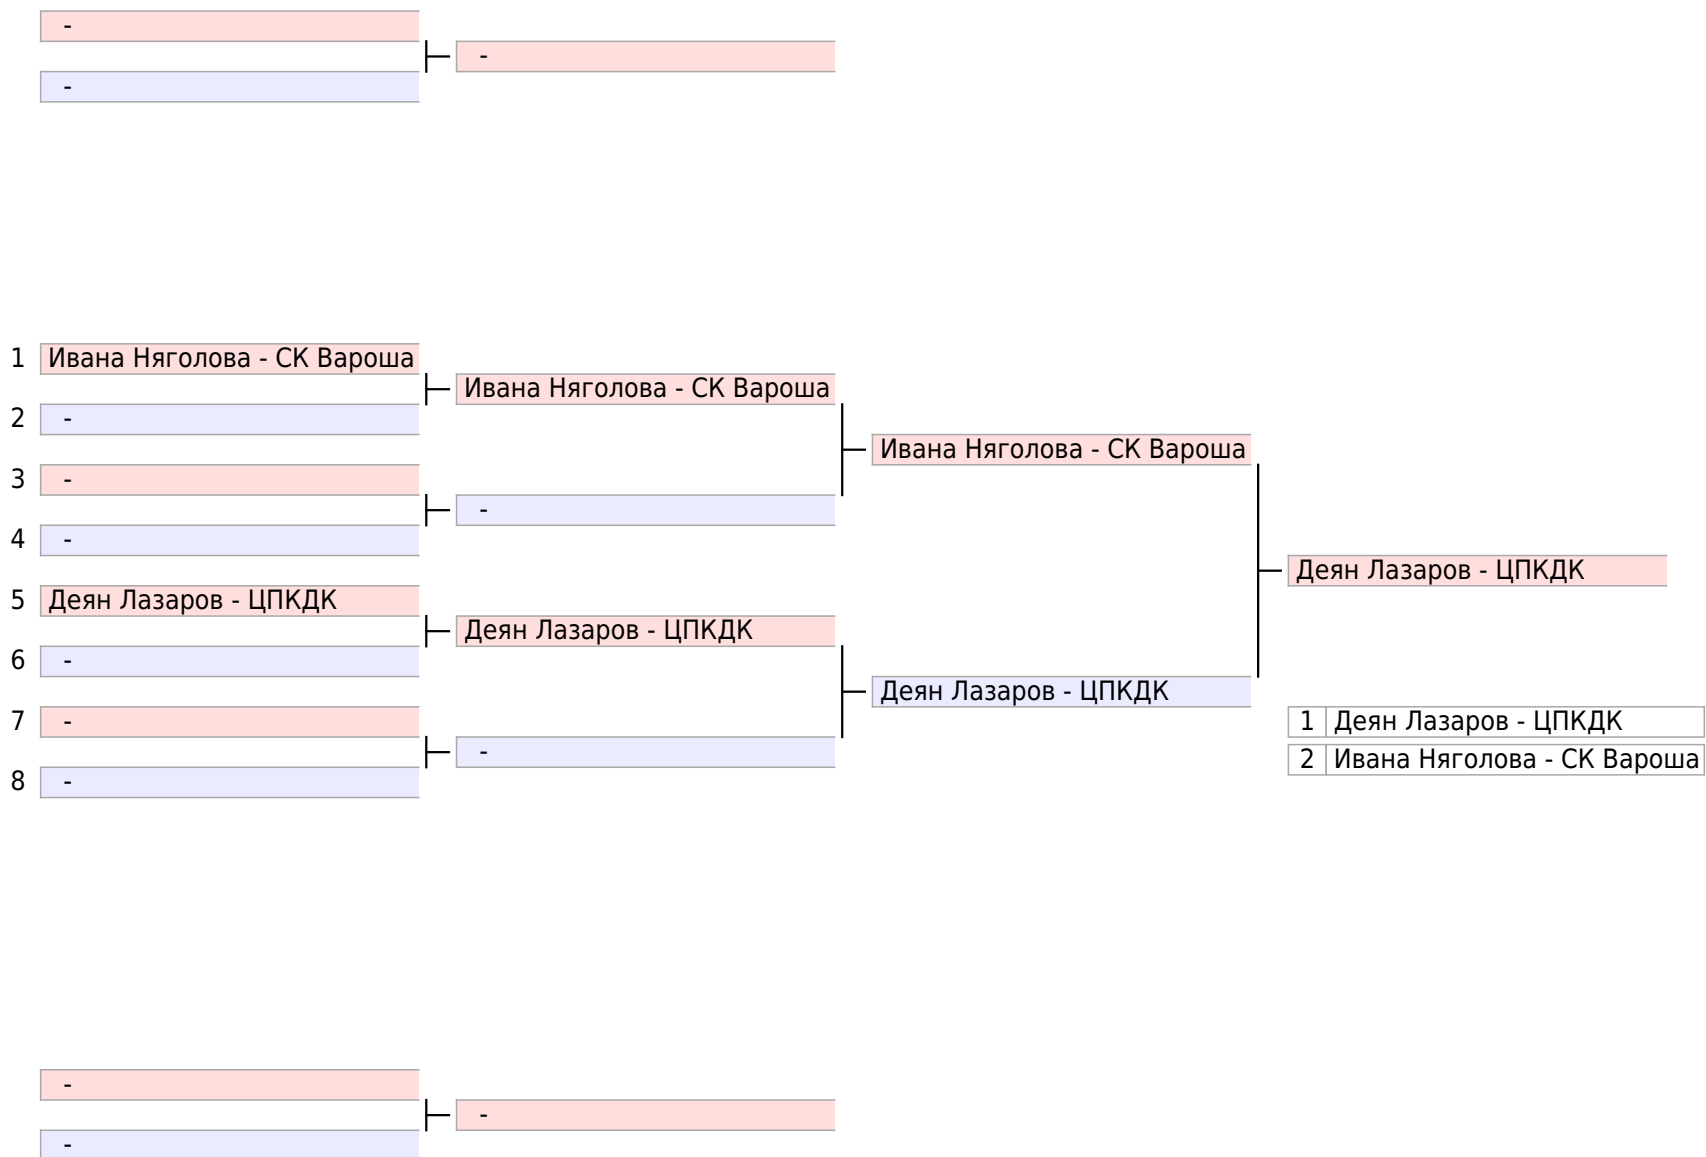 -
-
-
1 Ивана Няголова - СК Вароша
Ивана Няголова - СК Вароша
2 -
Ивана Няголова - СК Вароша
3 -
-
4 -
Деян Лазаров - ЦПКДК
5 Деян Лазаров - ЦПКДК
Деян Лазаров - ЦПКДК
6 -
Деян Лазаров - ЦПКДК
7 -
1 Деян Лазаров - ЦПКДК
-
2 Ивана Няголова - СК Вароша
8 -
-
-
-